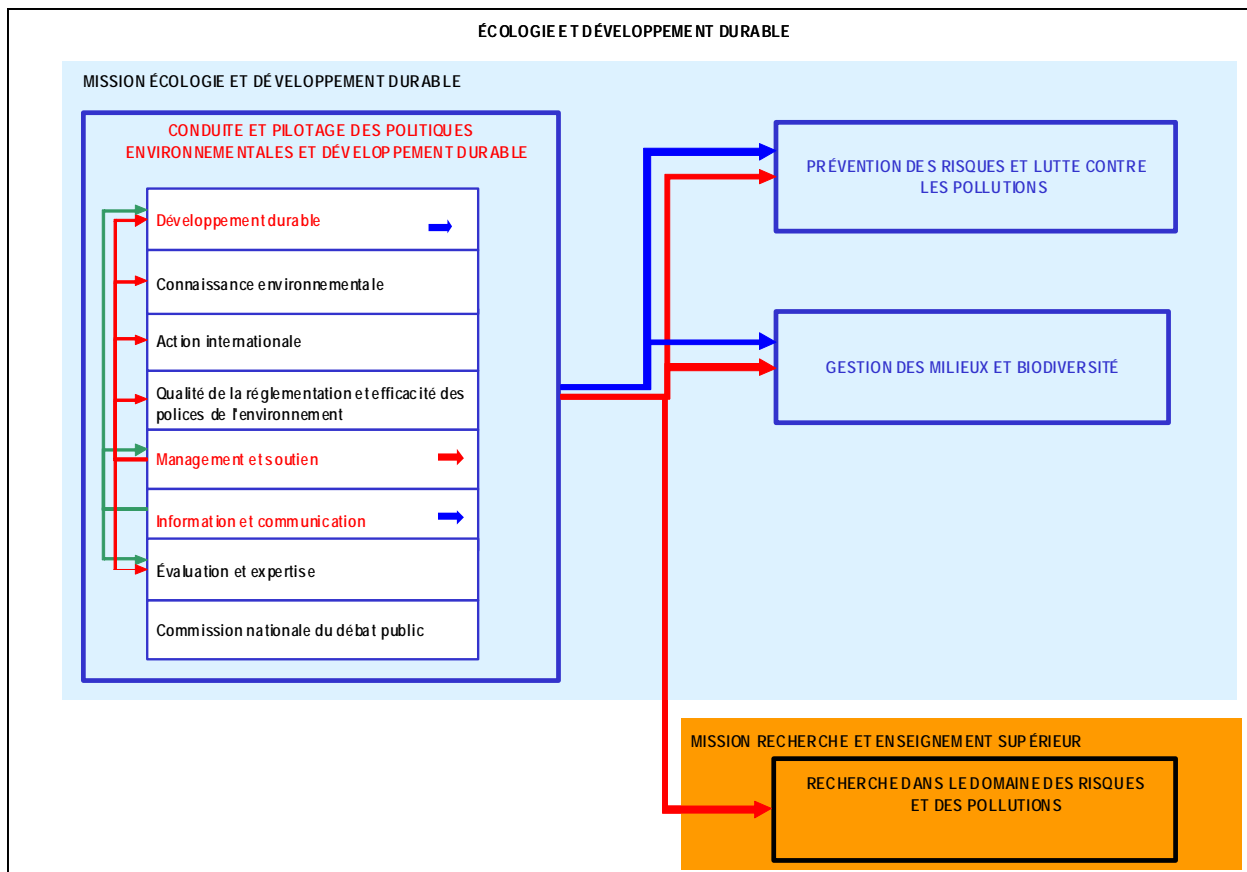 ÉCOLOGIE ET DÉVELOPPEMENT DURABLE
MISSION ÉCOLOGIE ET DÉVELOPPEMENT DURABLE
CONDUITE ET PILOTAGE DES POLITIQUES
ENVIRONNEMENTALES ET DÉVELOPPEMENT DURABLE
Développement durable
Connaissance environnementale
Action internationale
Qualité de la réglementation et efficacité des
polices de l'environnement
Management et soutien
Information et communication
Évaluation et expertise
Commission nationale du débat public
PRÉVENTION DES RISQUES ET LUTTE CONTRE
LES POLLUTIONS
GESTION DES MILIEUX ET BIODIVERSITÉ
MISSION RECHERCHE ET ENSEIGNEMENT SUPÉRIEUR
RECHERCHE DANS LE DOMAINE DES RISQUES
ET DES POLLUTIONS